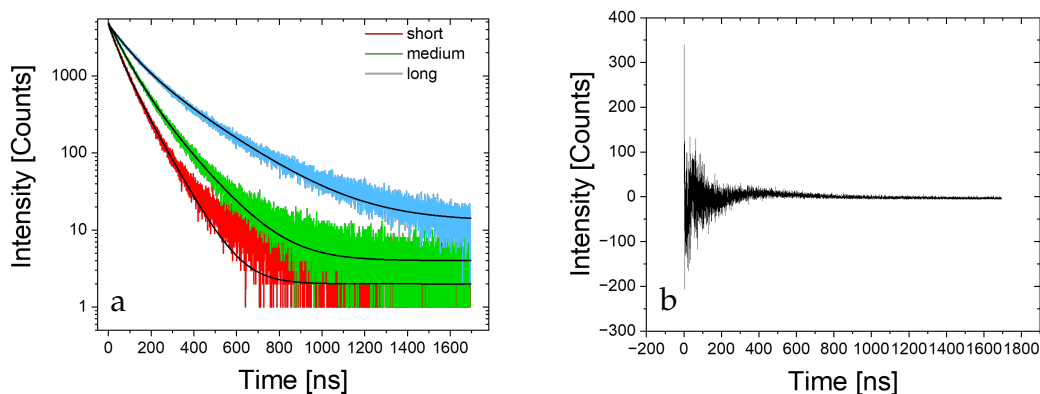 short
medium
long
1000
100
10
1
a
0 200 400 600 800 1000 1200 1400 1600
Time [ns]
Intensity [Counts]
400
300
200
100
0
−100
−200
−300
b
−200 0 200 400 600 800 1000 1200 1400 1600 1800
Time [ns]
Intensity [Counts]